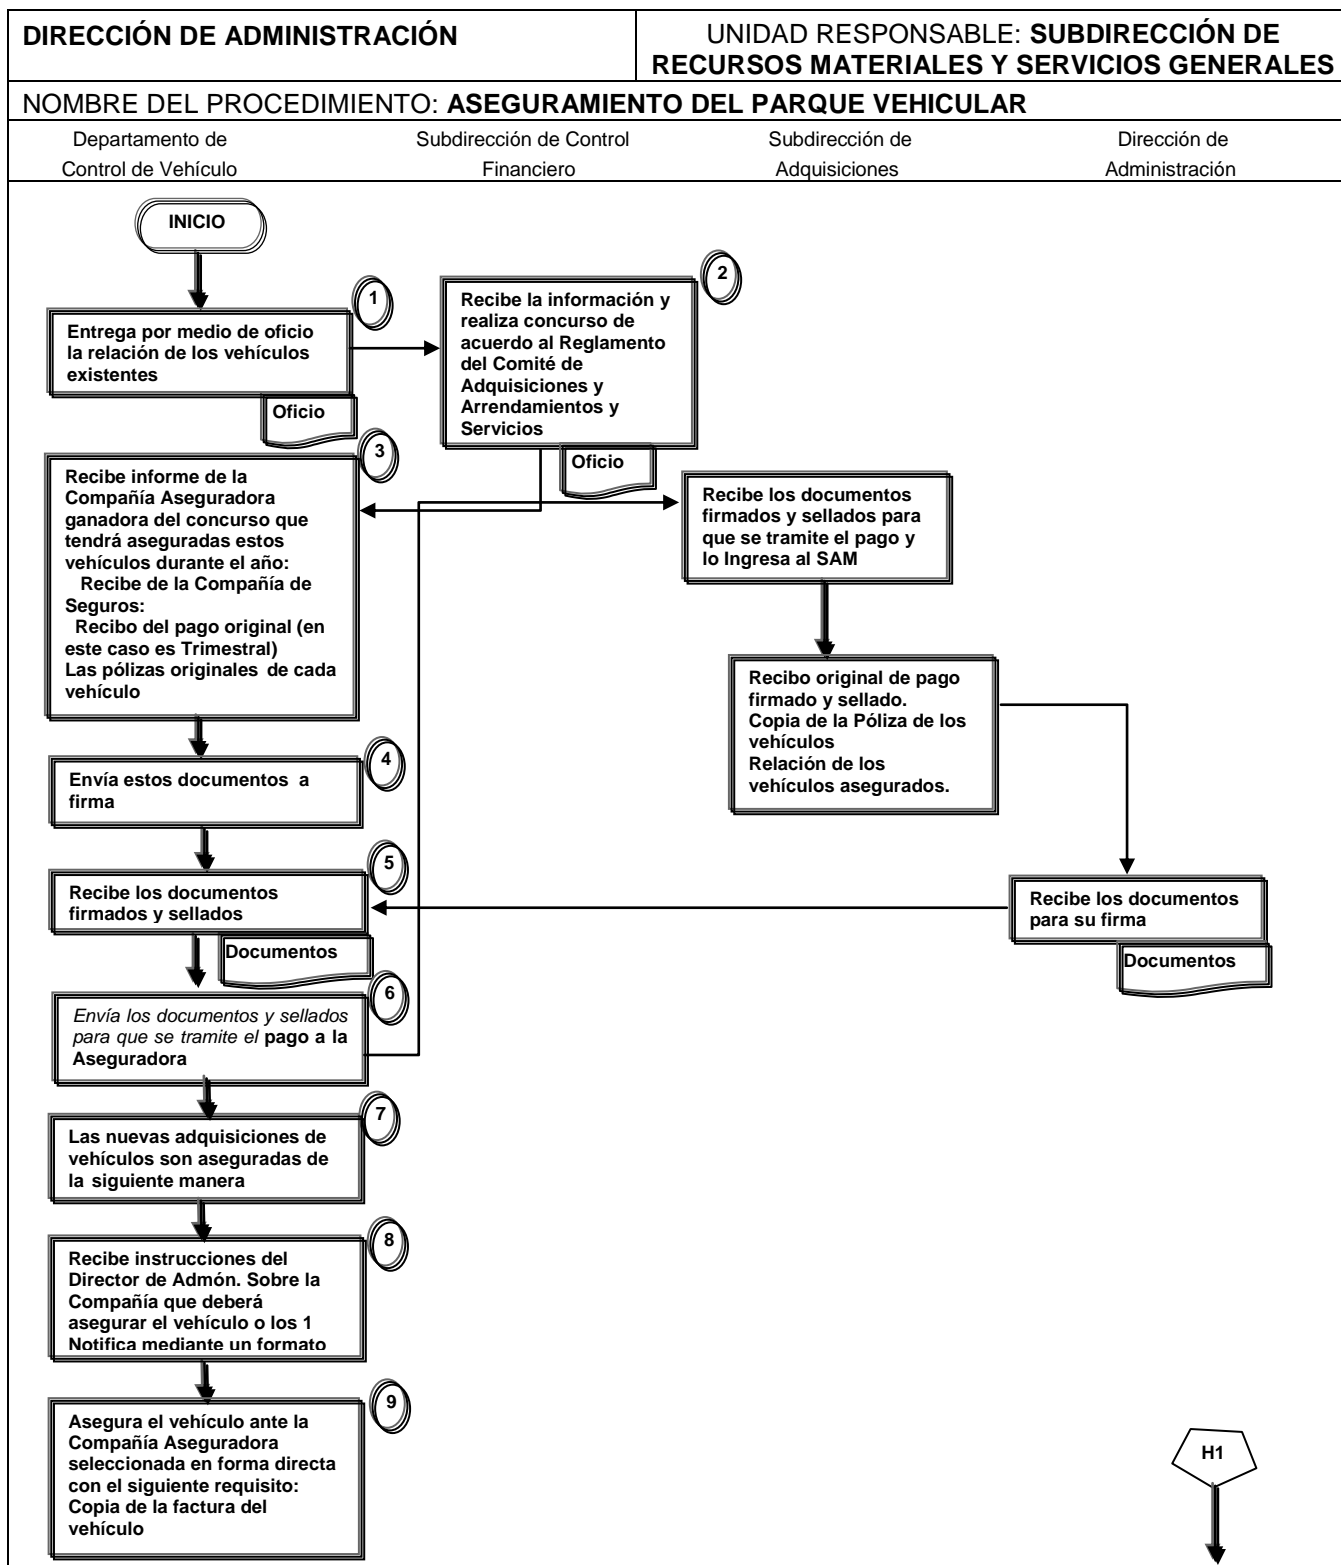 DIRECCIÓN DE ADMINISTRACIÓN
UNIDAD RESPONSABLE: SUBDIRECCIÓN DE
RECURSOS MATERIALES Y SERVICIOS GENERALES
NOMBRE DEL PROCEDIMIENTO: ASEGURAMIENTO DEL PARQUE VEHICULAR
Departamento de
Control de Vehículo
Subdirección de Control
Financiero
Subdirección de
Adquisiciones
Dirección de
Administración
INICIO
1
Entrega por medio de oficio
la relación de los vehículos
existentes
Oficio
2
Recibe la información y
realiza concurso de
acuerdo al Reglamento
del Comité de
Adquisiciones y
Arrendamientos y
Servicios
Oficio
3
Recibe informe de la
Compañía Aseguradora
ganadora del concurso que
tendrá aseguradas estos
vehículos durante el año:
Recibe de la Compañía de
Seguros:
Recibo del pago original (en
este caso es Trimestral)
Las pólizas originales de cada
vehículo
Recibe los documentos
firmados y sellados para
que se tramite el pago y
lo Ingresa al SAM
Recibo original de pago
firmado y sellado.
Copia de la Póliza de los
vehículos
Relación de los
vehículos asegurados.
4
Envía estos documentos a
firma
5
Recibe los documentos
firmados y sellados
Documentos
Recibe los documentos
para su firma
Documentos
6
Envía los documentos y sellados
para que se tramite el pago a la
Aseguradora
7
Las nuevas adquisiciones de
vehículos son aseguradas de
la siguiente manera
8
Recibe instrucciones del
Director de Admón. Sobre la
Compañía que deberá
asegurar el vehículo o los 1
Notifica mediante un formato
9
Asegura el vehículo ante la
Compañía Aseguradora
seleccionada en forma directa
con el siguiente requisito:
Copia de la factura del
vehículo
H1